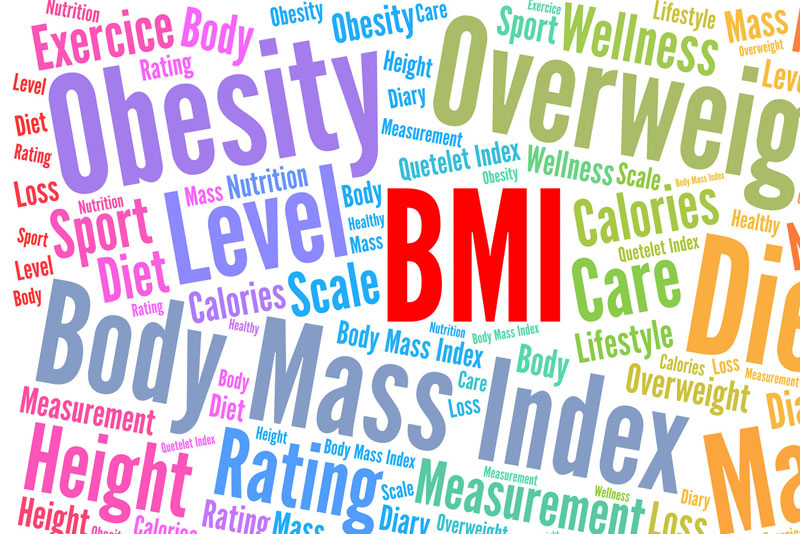 Nutrition
Exercice
Body
Rating
Obesity
Obesity
Care
Height
Diary
Measurement
Exercice
Sport
Wellness
Lifestyle
Mass
Overweight
Level
Diet
Rating
Loss
Sport
Level
Body
Obesity
Overweig
Quetelet Index
Obesity
Wellness
Scale
Body Mass Index
Nutrition
Sport
Mass
Nutrition
Level
Body
Healthy
Mass
BMI
Calories
Quetelet Index
Healthy
Diet
Rating
Calories
Scale
Healthy
Care
Lifestyle
Die
Body Mass Index
Body Mass Index
Nutrition
Body Mass Index
Body
Care
Loss
Calories
Loss
Measurement
Overweight
Body
Diet
Measurement
Quetelet Index
Height
Height
Height
Rating
Body Mass Index
Scale
Measurement
Measurement
Wellness
Diary
Loss
Calories
Rating
Mass
Diary
Overweight
Ma